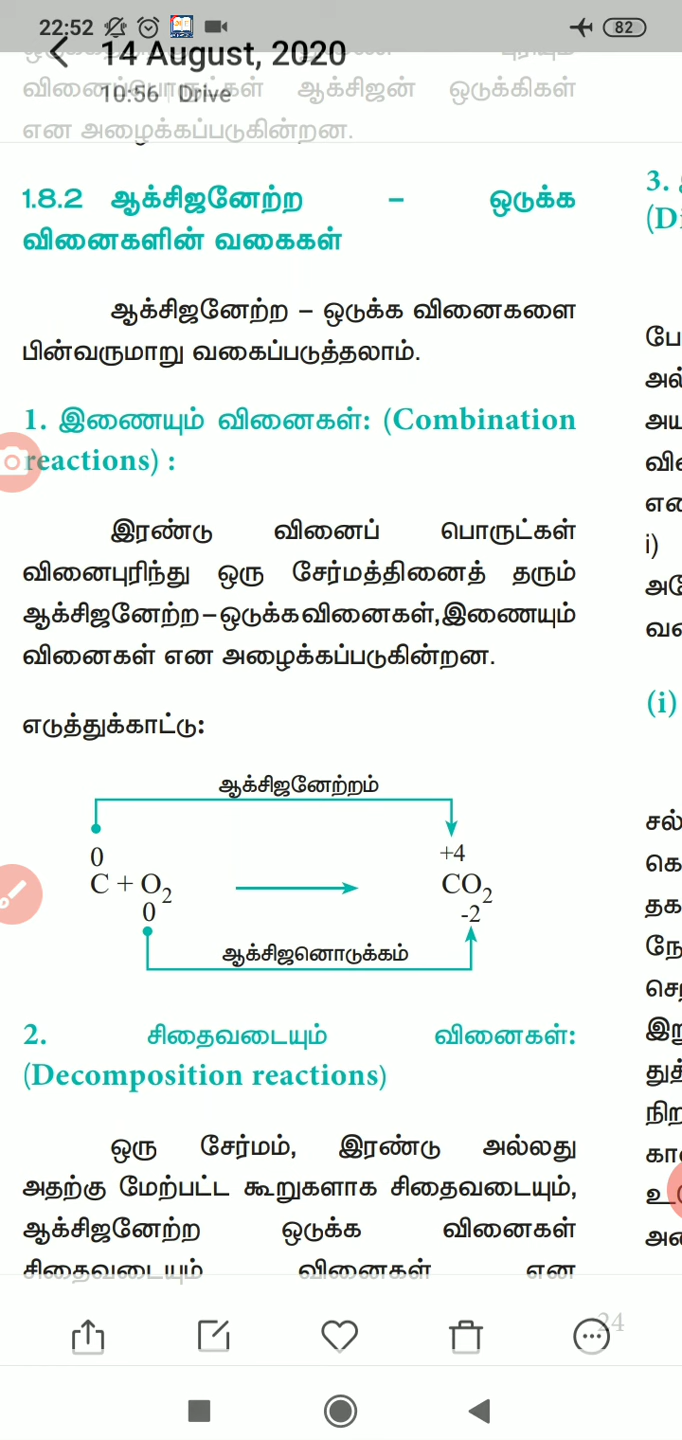 22:52
82
14 August, 2020
10:56 Drive
வினைப்பொருட்கள் ஆக்சிஜன் ஒடுக்கிகள்
என அழைக்கப்படுகின்றன.
1.8.2 ஆக்சிஜனேற்ற – ஒடுக்க
வினைகளின் வகைகள்
ஆக்சிஜனேற்ற – ஒடுக்க வினைகளை
பின்வருமாறு வகைப்படுத்தலாம்.
1. இணையும் வினைகள்: (Combination
reactions) :
இரண்டு வினைப் பொருட்கள்
வினைபுரிந்து ஒரு சேர்மத்தினைத் தரும்
ஆக்சிஜனேற்ற–ஒடுக்கவினைகள்,இணையும்
வினைகள் என அழைக்கப்படுகின்றன.
எடுத்துக்காட்டு:
ஆக்சிஜனேற்றம்
0 +4
C + O2 CO2
0 -2
ஆக்சிஜனொடுக்கம்
2. சிதைவடையும் வினைகள்:
(Decomposition reactions)
ஒரு சேர்மம், இரண்டு அல்லது
அதற்கு மேற்பட்ட கூறுகளாக சிதைவடையும்,
ஆக்சிஜனேற்ற ஒடுக்க வினைகள்
சிதைவடையும் வினைகள் என
24
3.
(D
i)
(i)